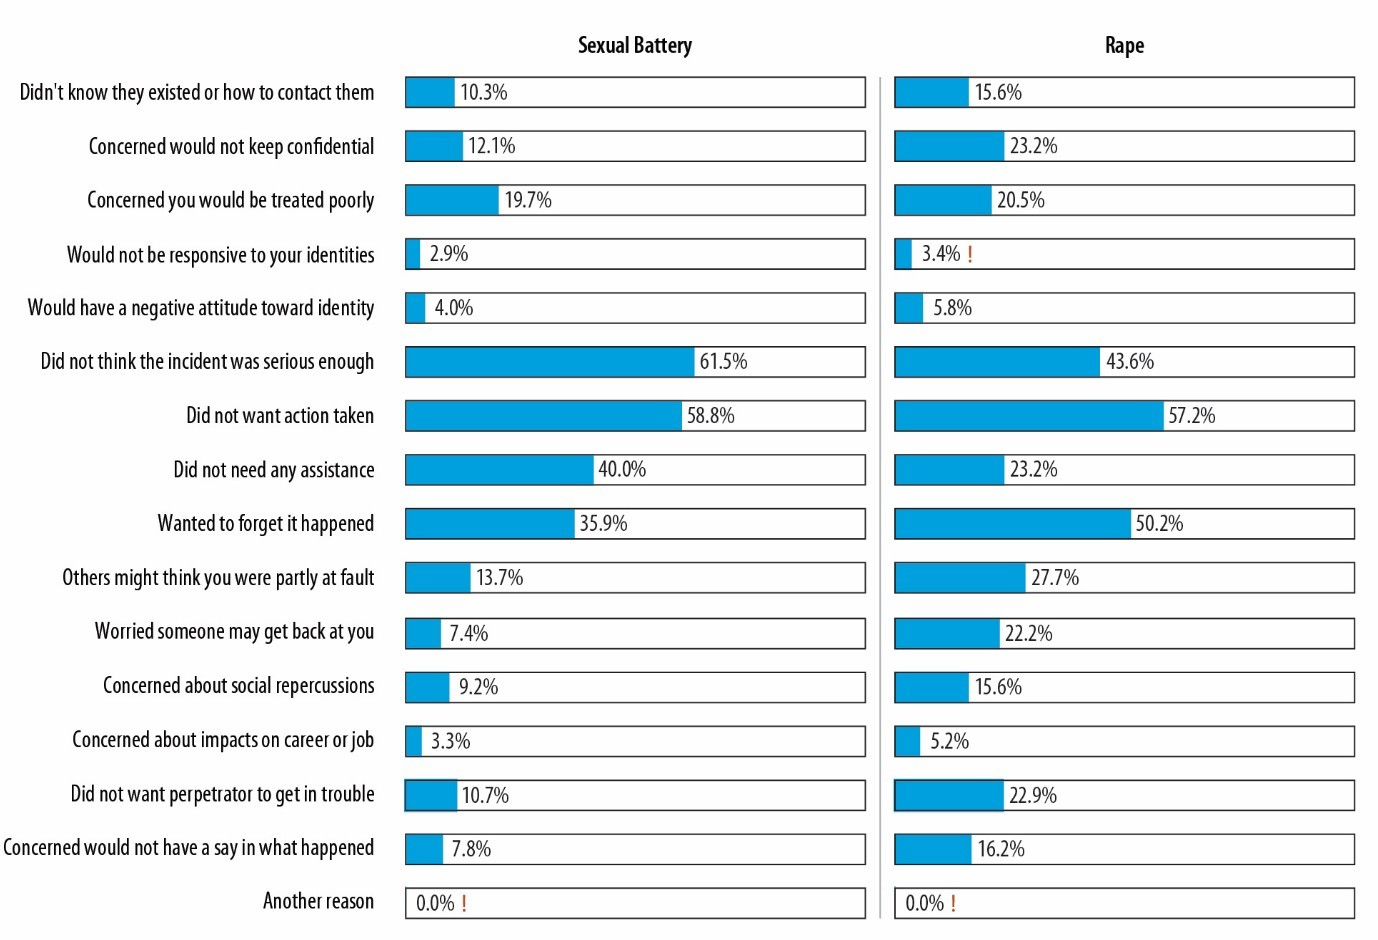 Sexual Battery Rape
Didn't know they existed or how to contact them 10.3% 15.6%
Concerned would not keep confidential 12.1% 23.2%
Concerned you would be treated poorly 19.7% 20.5%
Would not be responsive to your identities 2.9% 3.4% !
Would have a negative attitude toward identity 4.0% 5.8%
Did not think the incident was serious enough 61.5% 43.6%
Did not want action taken 58.8% 57.2%
Did not need any assistance 40.0% 23.2%
Wanted to forget it happened 35.9% 50.2%
Others might think you were partly at fault 13.7% 27.7%
Worried someone may get back at you 7.4% 22.2%
Concerned about social repercussions 9.2% 15.6%
Concerned about impacts on career or job 3.3% 5.2%
Did not want perpetrator to get in trouble 10.7% 22.9%
Concerned would not have a say in what happened 7.8% 16.2%
Another reason 0.0% ! 0.0% !